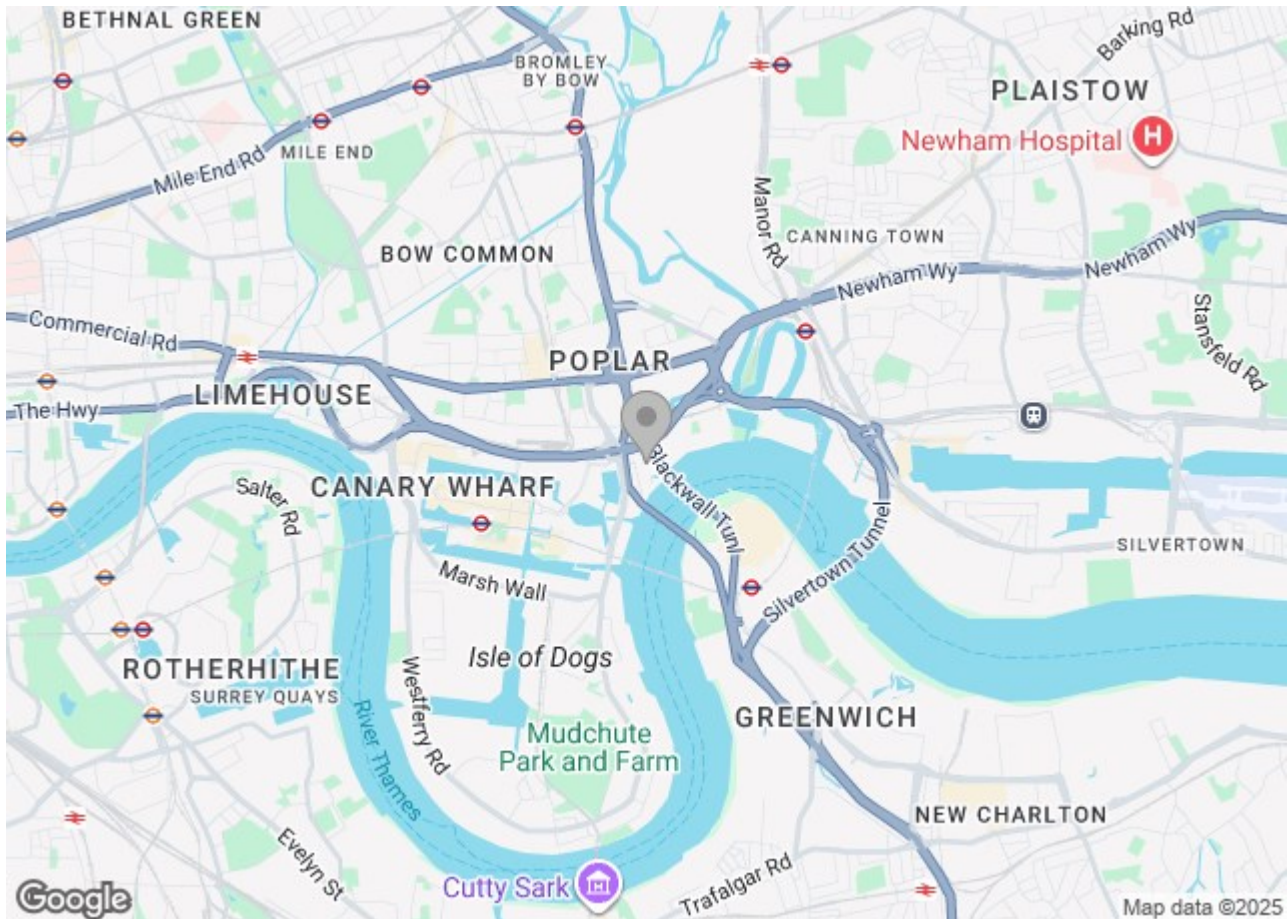 BETHNAL GREEN
Barking Rd
BROMLEY
BY BOW
PLAISTOW
Newham Hospital
H
MILE END
Mile End Rd
Manor Rd
CANNING TOWN
BOW COMMON
Newham Wy
Newham Wy
Stansfeld Rd
Commercial Rd
POPLAR
LIMEHOUSE
The Hwy
Blackwall Tunl
CANARY WHARF
Salter Rd
Silvertown Tunnel
SILVERTOWN
Marsh Wall
Isle of Dogs
ROTHERHITHE
SURREY QUAYS
Westferry Rd
River Thames
GREENWICH
Mudchute
Park and Farm
NEW CHARLTON
Evelyn St
Cutty Sark
Trafalgar Rd
Google
Map data ©2025